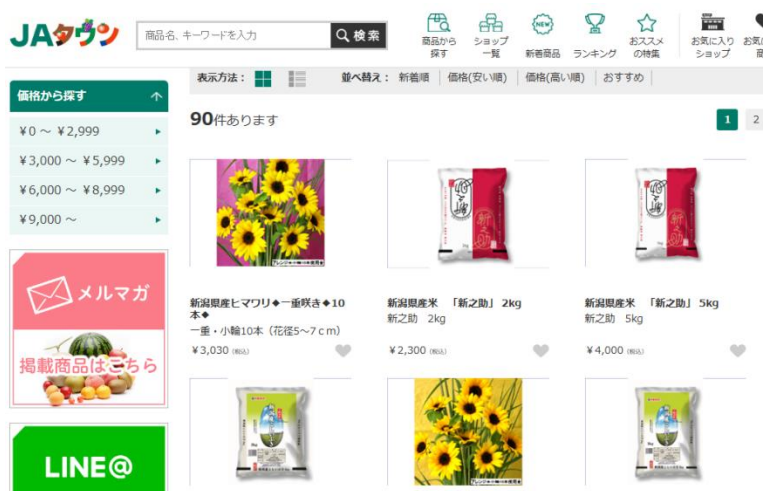 JAタウン
商品名、キーワードを入力
検索
商品から
探す
ショップ
一覧
新着商品
ランキング
おススメ
の特集
お気に入り
ショップ
NEW
表示方法：
並べ替え：
新着順
価格(安い順)
価格(高い順)
おすすめ
価格から探す
¥0 ～ ¥2,999
¥3,000 ～ ¥5,999
¥6,000 ～ ¥8,999
¥9,000 ～
90件あります
1
2
メルマガ
掲載商品はこちら
LINE@
新潟県産ヒマワリ◆一重咲き◆10
本◆
一重・小輪10本（花径5～7ｃｍ）
¥3,030 (税込)
新潟県産米　「新之助」 2kg
新之助　2kg
¥2,300 (税込)
新潟県産米　「新之助」 5kg
新之助　5kg
¥4,000 (税込)